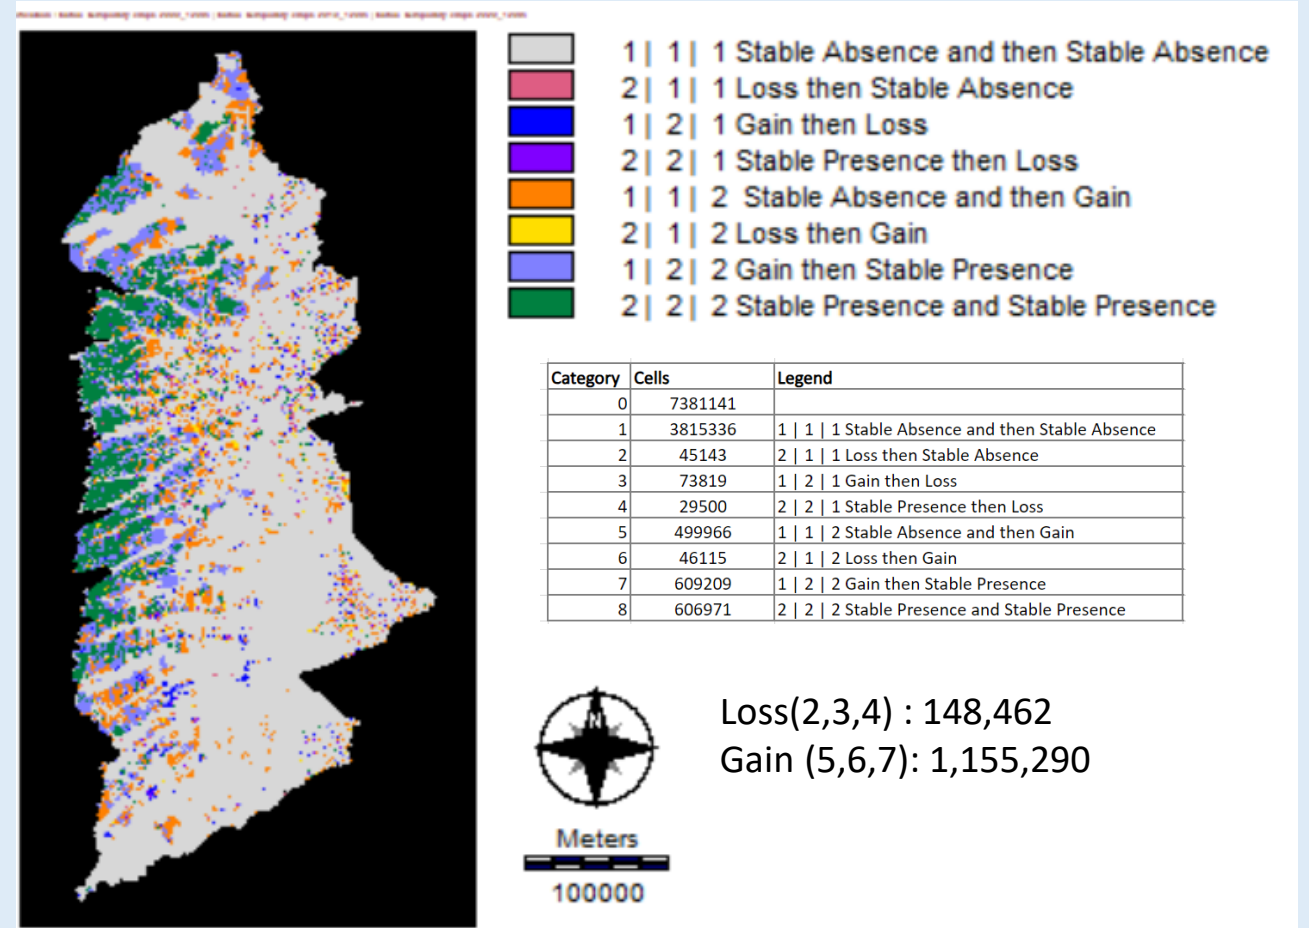 1| 1| 1 Stable Absence and then Stable Absence
2| 1| 1 Loss then Stable Absence
1| 2| 1 Gain then Loss
2| 2| 1 Stable Presence then Loss
1| 1| 2 Stable Absence and then Gain
2| 1| 2 Loss then Gain
1| 2| 2 Gain then Stable Presence
2| 2| 2 Stable Presence and Stable Presence
Category Cells Legend
0 7381141
1 3815336 1 | 1 | 1 Stable Absence and then Stable Absence
2 45143 2 | 1 | 1 Loss then Stable Absence
3 73819 1 | 2 | 1 Gain then Loss
4 29500 2 | 2 | 1 Stable Presence then Loss
5 499966 1 | 1 | 2 Stable Absence and then Gain
6 46115 2 | 1 | 2 Loss then Gain
7 609209 1 | 2 | 2 Gain then Stable Presence
8 606971 2 | 2 | 2 Stable Presence and Stable Presence
N
Loss(2,3,4) : 148,462
Gain (5,6,7): 1,155,290
Meters
100000